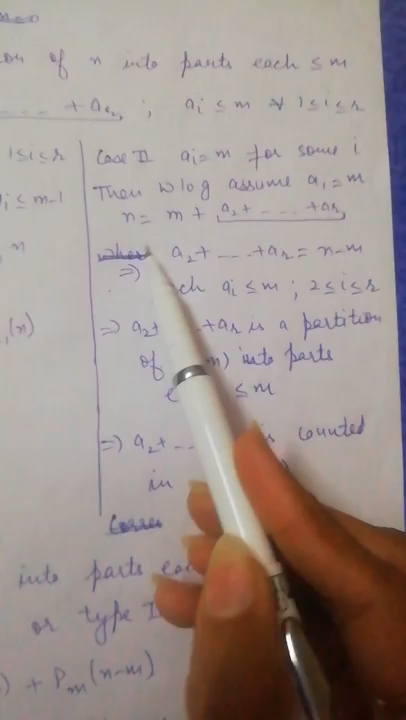 of n into parts each ≤ m
.... + a_r, ; a_i ≤ m ∀ 1≤i≤r
1≤i≤r
a_i ≤ m-1
n
(n)
Case II a_i = m for some i
Then wlog assume a_1 = m
n = m + a_2 + .... + a_r
⇒ a_2 + ... + a_r = n-m
a_i ≤ m ; 2≤i≤r
⇒ a_2 + + a_r is a partition
of m) into parts
≤ m
⇒ a_2 + .. is counted
in
into parts
or type I
) + P_m(n-m)